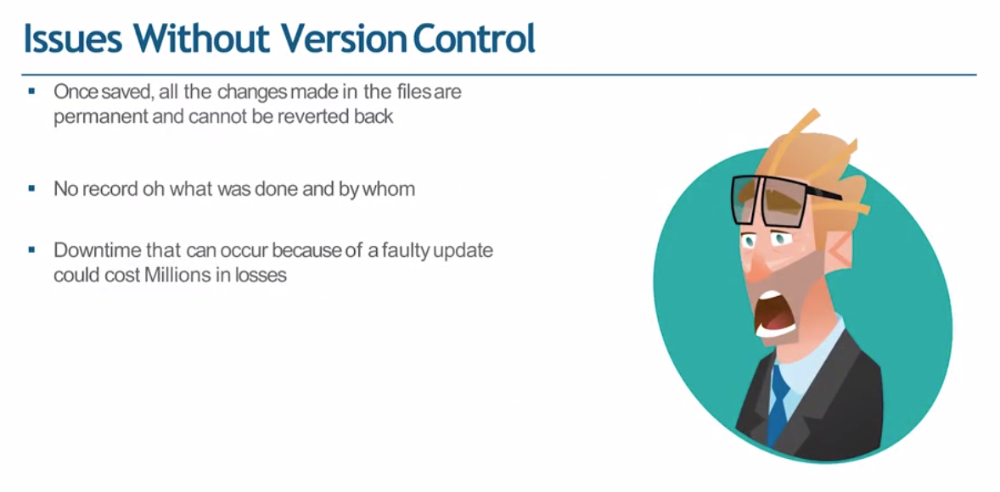 Issues Without Version Control
▪ Once saved, all the changes made in the files are
permanent and cannot be reverted back
▪ No record oh what was done and by whom
▪ Downtime that can occur because of a faulty update
could cost Millions in losses